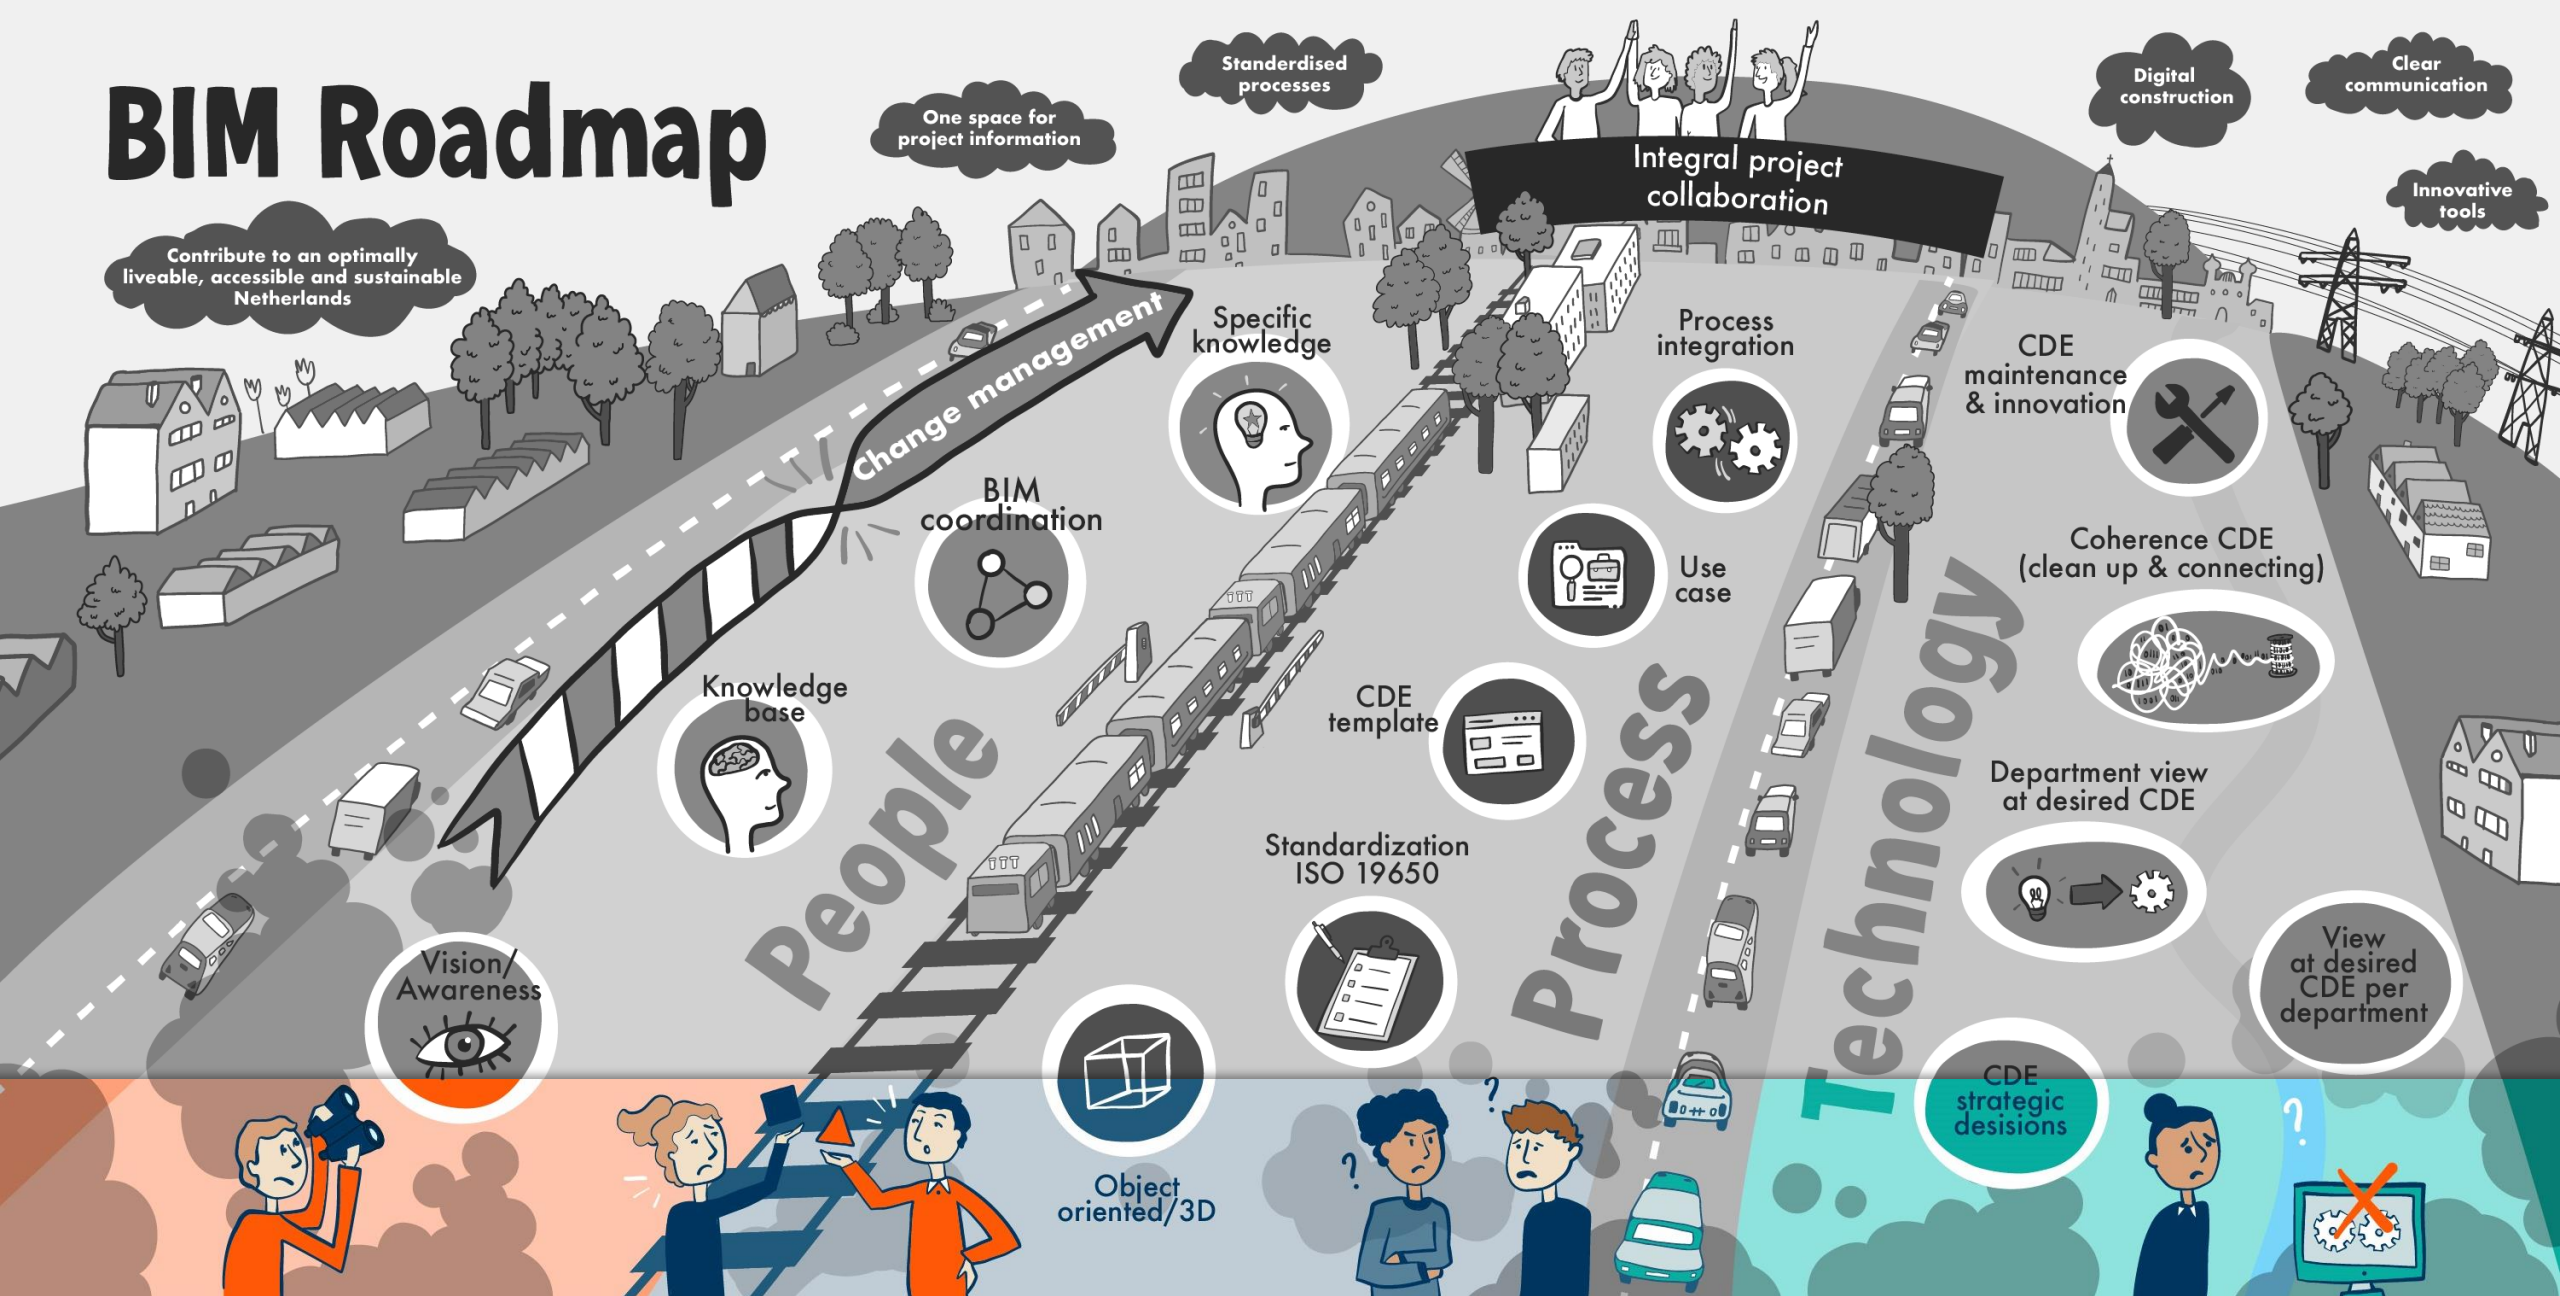 BIM Roadmap
Contribute to an optimally
liveable, accessible and sustainable
Netherlands
One space for
project information
Standerdised
processes
Integral project
collaboration
Digital
construction
Clear
communication
Innovative
tools
Change management
Specific
knowledge
BIM
coordination
Knowledge
base
Vision/
Awareness
People
Process
integration
Use
case
CDE
template
Standardization
ISO 19650
Object
oriented/3D
Process
CDE
maintenance
& innovation
Coherence CDE
(clean up & connecting)
Department view
at desired CDE
View
at desired
CDE per
department
CDE
strategic
desisions
Technology
?
?
?